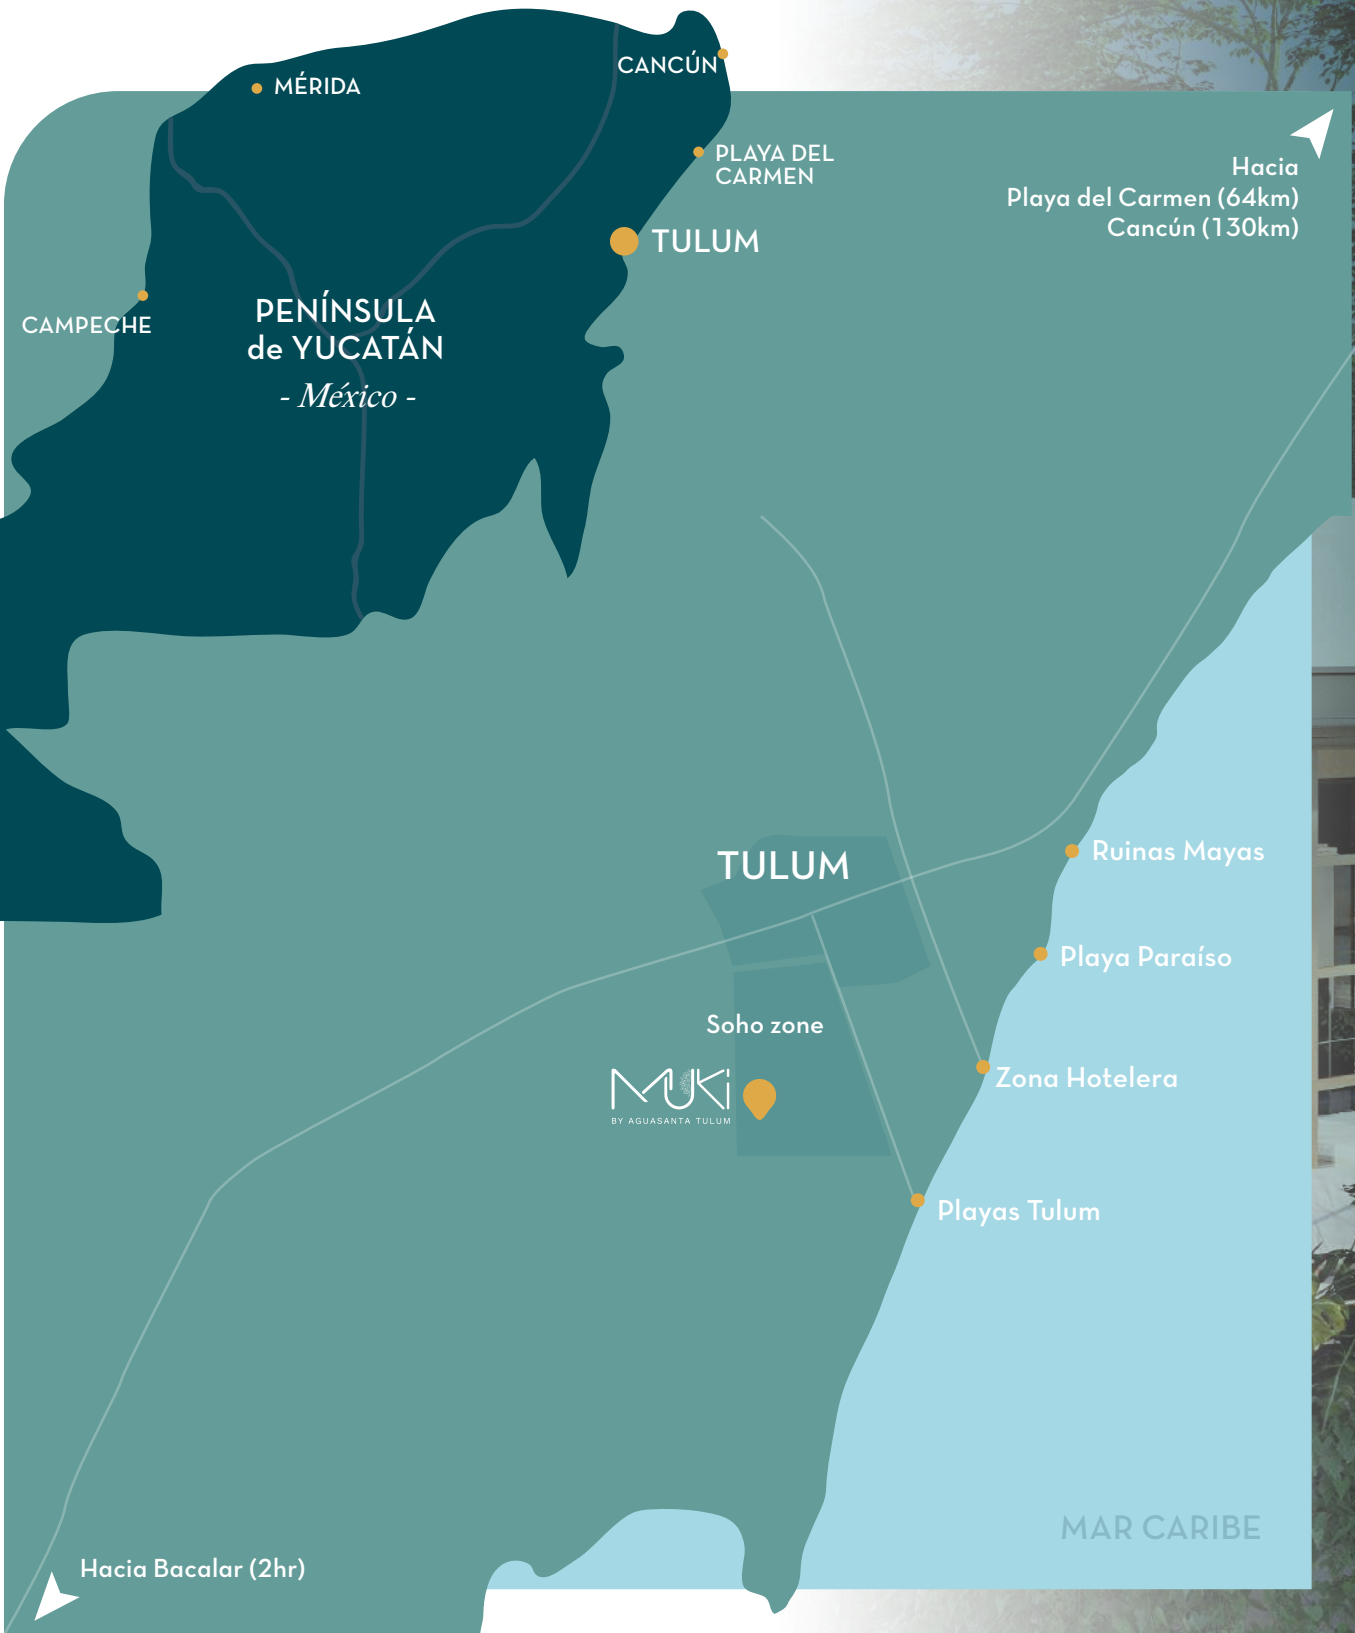 MÉRIDA
CANCÚN
PLAYA DEL
CARMEN
TULUM
CAMPECHE
PENÍNSULA
de YUCATÁN
- México -
Hacia
Playa del Carmen (64km)
Cancún (130km)
TULUM
Ruinas Mayas
Playa Paraíso
Soho zone
Zona Hotelera
MUKi
BY AGUASANTA TULUM
Playas Tulum
MAR CARIBE
Hacia Bacalar (2hr)